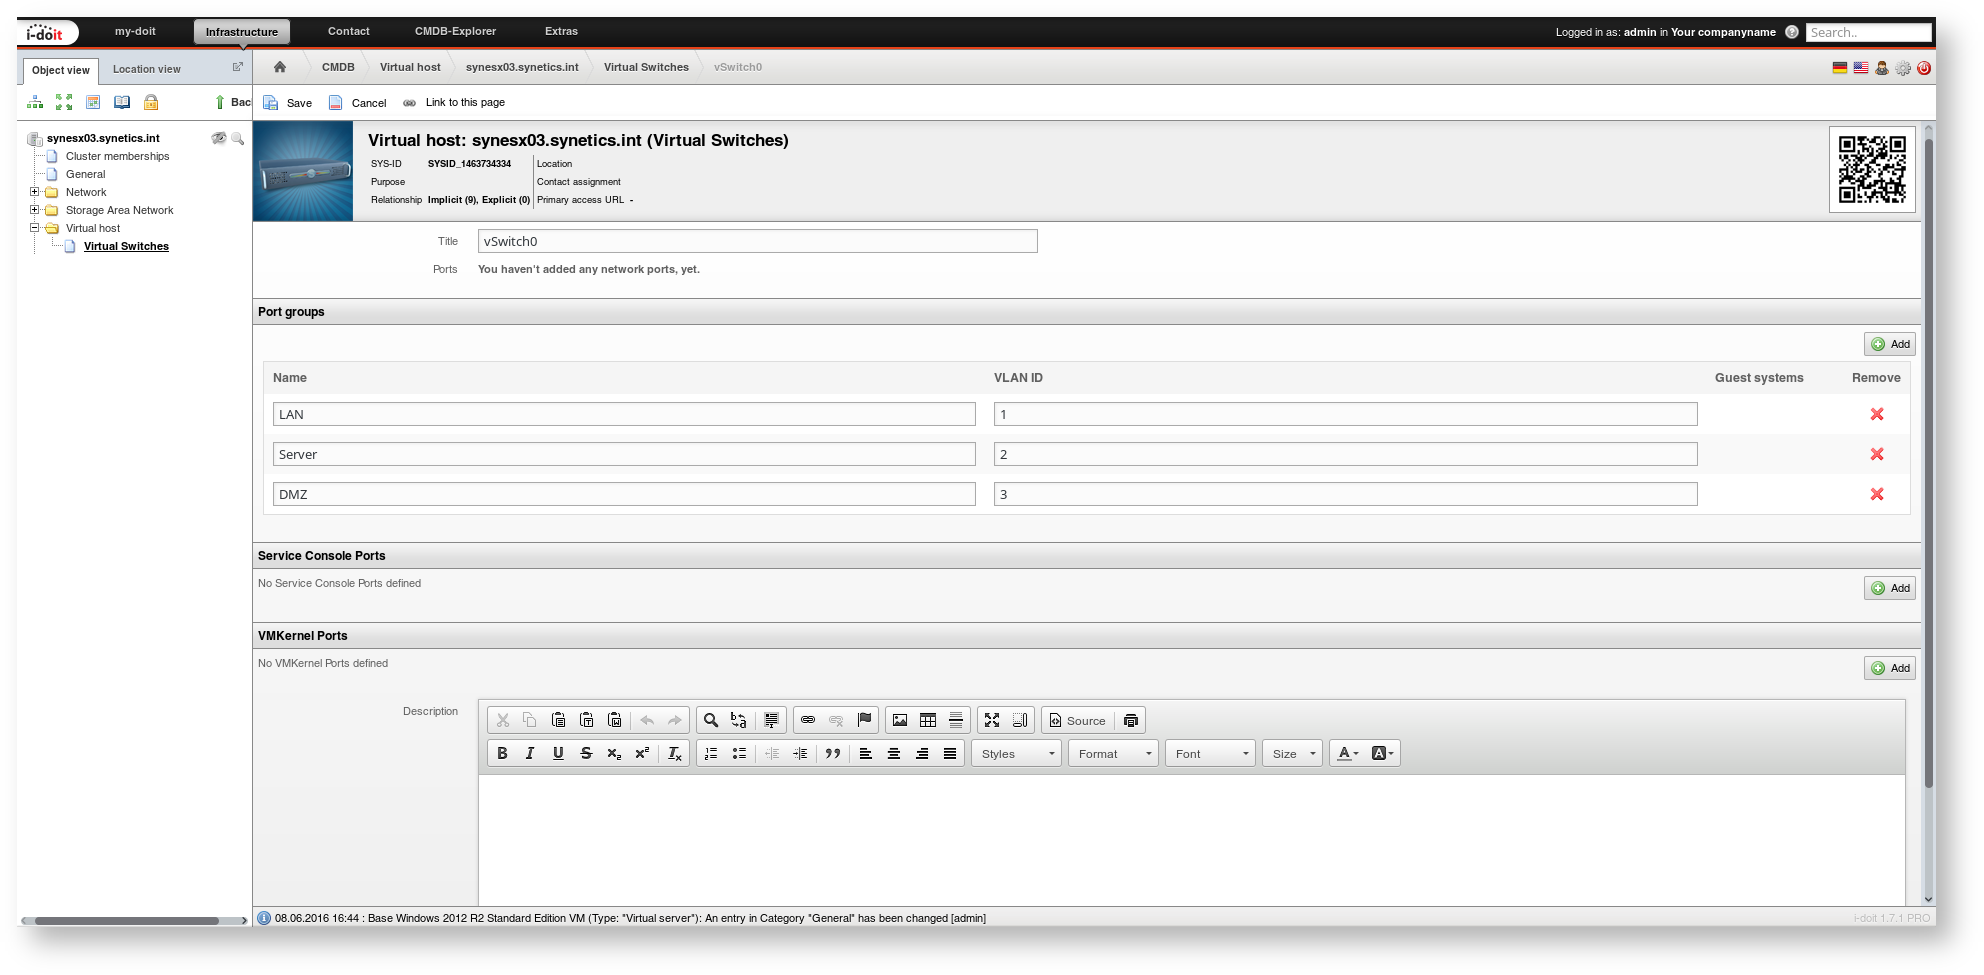 i-doit my-doit Infrastructure Contact CMDB-Explorer Extras Logged in as: admin in Your companyname Search..
Object view Location view CMDB Virtual host synesx03.synetics.int Virtual Switches vSwitch0
Bac Save Cancel Link to this page
synesx03.synetics.int
Cluster memberships
General
Network
Storage Area Network
Virtual host
Virtual Switches
Virtual host: synesx03.synetics.int (Virtual Switches)
SYS-ID SYSID_1463734334 Location
Purpose Contact assignment
Relationship Implicit (9), Explicit (0) Primary access URL -
Title vSwitch0
Ports You haven't added any network ports, yet.
Port groups
Add
Name VLAN ID Guest systems Remove
LAN 1
Server 2
DMZ 3
Service Console Ports
No Service Console Ports defined Add
VMKernel Ports
No VMKernel Ports defined Add
Description
Source
Styles Format Font Size
08.06.2016 16:44 : Base Windows 2012 R2 Standard Edition VM (Type: "Virtual server"): An entry in Category "General" has been changed [admin] i-doit 1.7.1 PRO